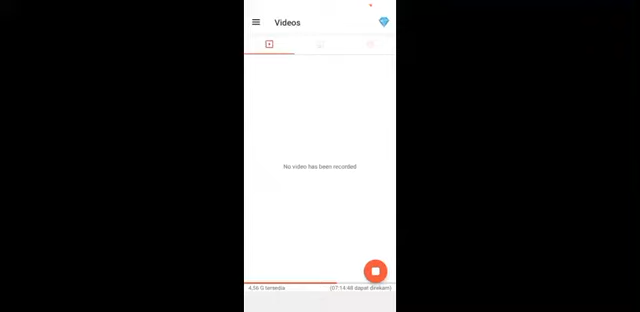 Videos
No video has been recorded
4,56 G tersedia
(07:14:48 dapat direkam)